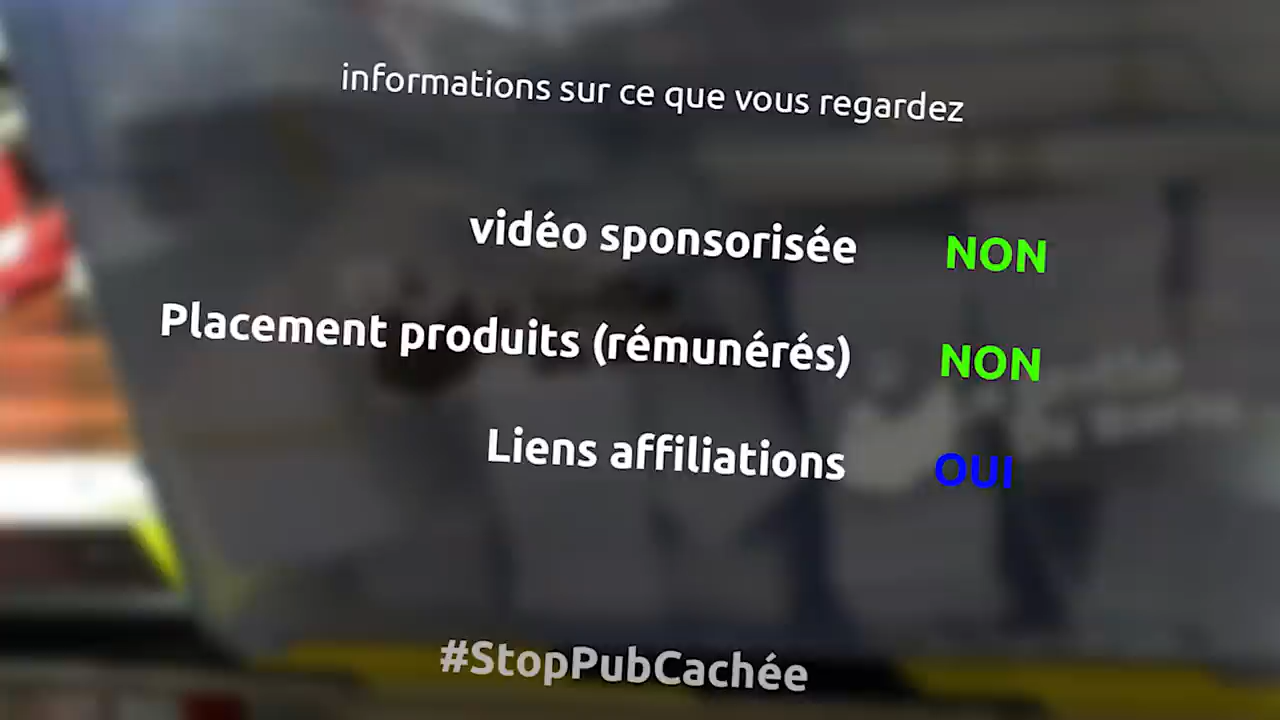 informations sur ce que vous regardez
vidéo sponsorisée NON
Placement produits (rémunérés) NON
Liens affiliations OUI
#StopPubCachée